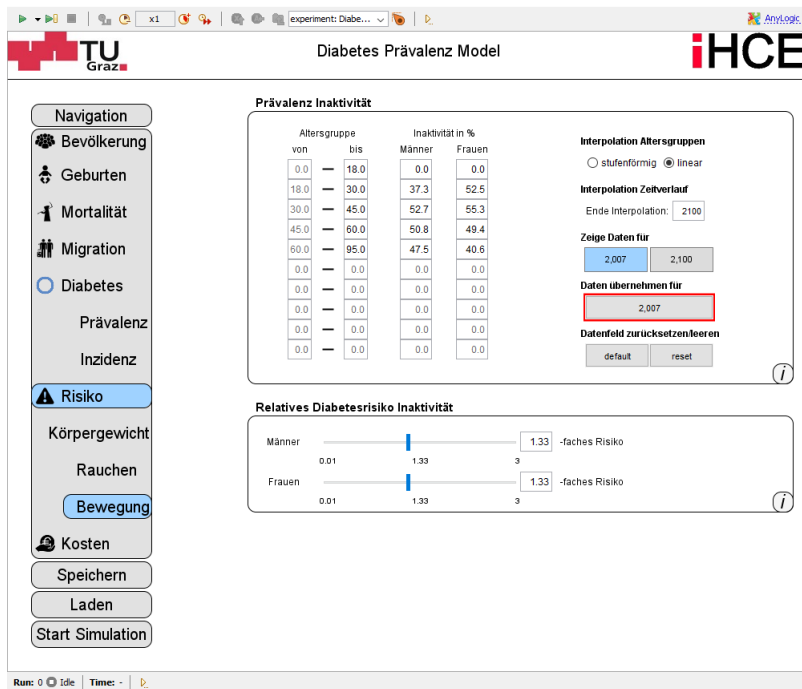 x1 experiment: Diabe... AnyLogic
TU Graz Diabetes Prävalenz Model iHCE
Navigation
Bevölkerung
Geburten
Mortalität
Migration
Diabetes
Prävalenz
Inzidenz
Risiko
Körpergewicht
Rauchen
Bewegung
Kosten
Speichern
Laden
Start Simulation
Prävalenz Inaktivität
Altersgruppe Inaktivität in %
von bis Männer Frauen
0.0 — 18.0 0.0 0.0
18.0 — 30.0 37.3 52.5
30.0 — 45.0 52.7 55.3
45.0 — 60.0 50.8 49.4
60.0 — 95.0 47.5 40.6
0.0 — 0.0 0.0 0.0
0.0 — 0.0 0.0 0.0
0.0 — 0.0 0.0 0.0
0.0 — 0.0 0.0 0.0
0.0 — 0.0 0.0 0.0
Interpolation Altersgruppen
stufenförmig linear
Interpolation Zeitverlauf
Ende Interpolation: 2100
Zeige Daten für
2,007 2,100
Daten übernehmen für
2,007
Datenfeld zurücksetzen/leeren
default reset
i
Relatives Diabetesrisiko Inaktivität
Männer 1.33 -faches Risiko
0.01 1.33 3
Frauen 1.33 -faches Risiko
0.01 1.33 3
i
Run: 0 Idle Time: -